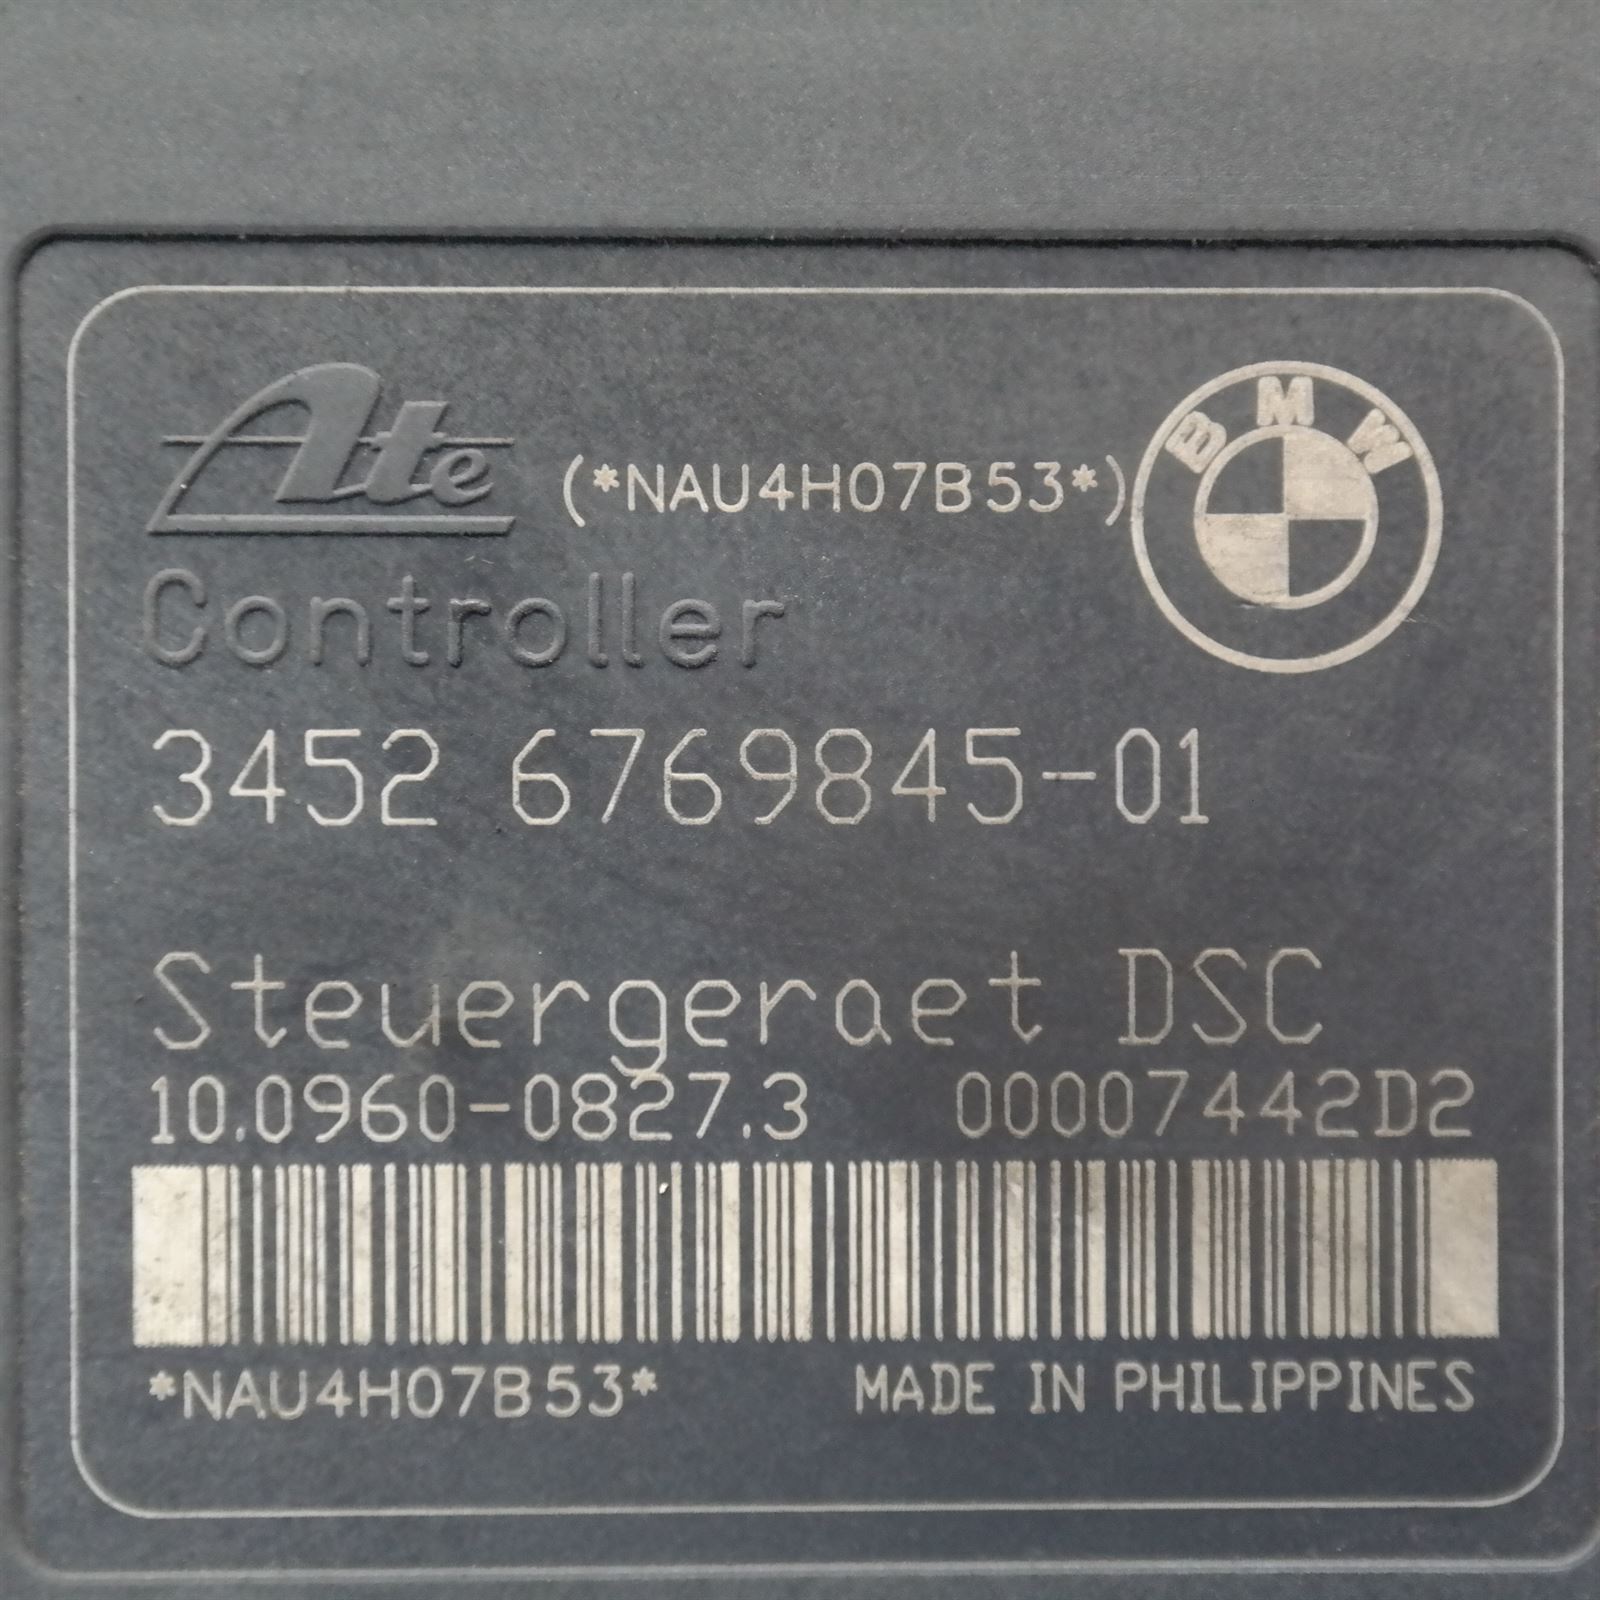 Ate (*NAU4H07B53*) BMW
Controller
3452 6769845-01
Steuergeraet DSC
10.0960-0827.3 00007442D2
*NAU4H07B53* MADE IN PHILIPPINES